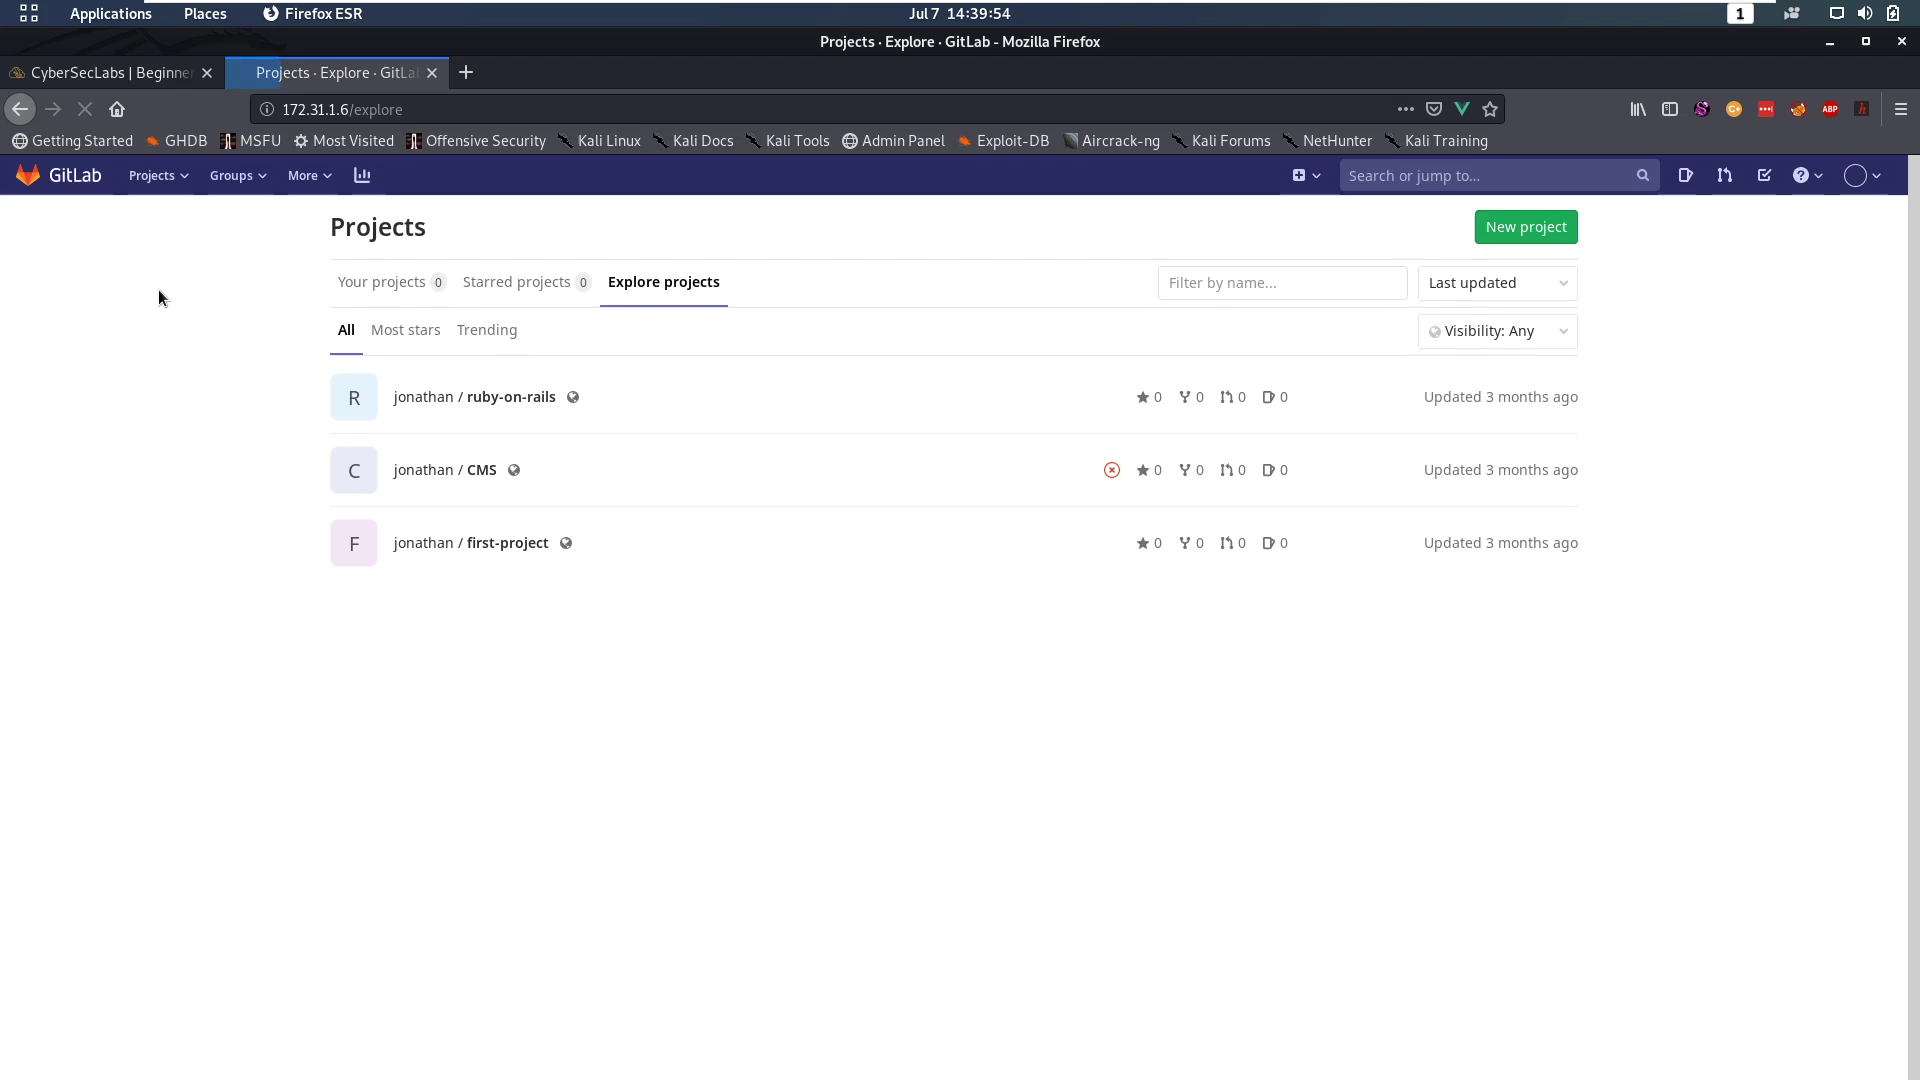 Applications Places Firefox ESR Jul 7 14:39:54 1
Projects · Explore · GitLab - Mozilla Firefox
CyberSecLabs | Beginner Projects · Explore · GitLa
172.31.1.6/explore ABP
Getting Started GHDB MSFU Most Visited Offensive Security Kali Linux Kali Docs Kali Tools Admin Panel Exploit-DB Aircrack-ng Kali Forums NetHunter Kali Training
GitLab Projects Groups More Search or jump to...
Projects New project
Your projects 0 Starred projects 0 Explore projects Filter by name... Last updated
All Most stars Trending Visibility: Any
R jonathan / ruby-on-rails 0 0 0 0 Updated 3 months ago
C jonathan / CMS 0 0 0 0 Updated 3 months ago
F jonathan / first-project 0 0 0 0 Updated 3 months ago